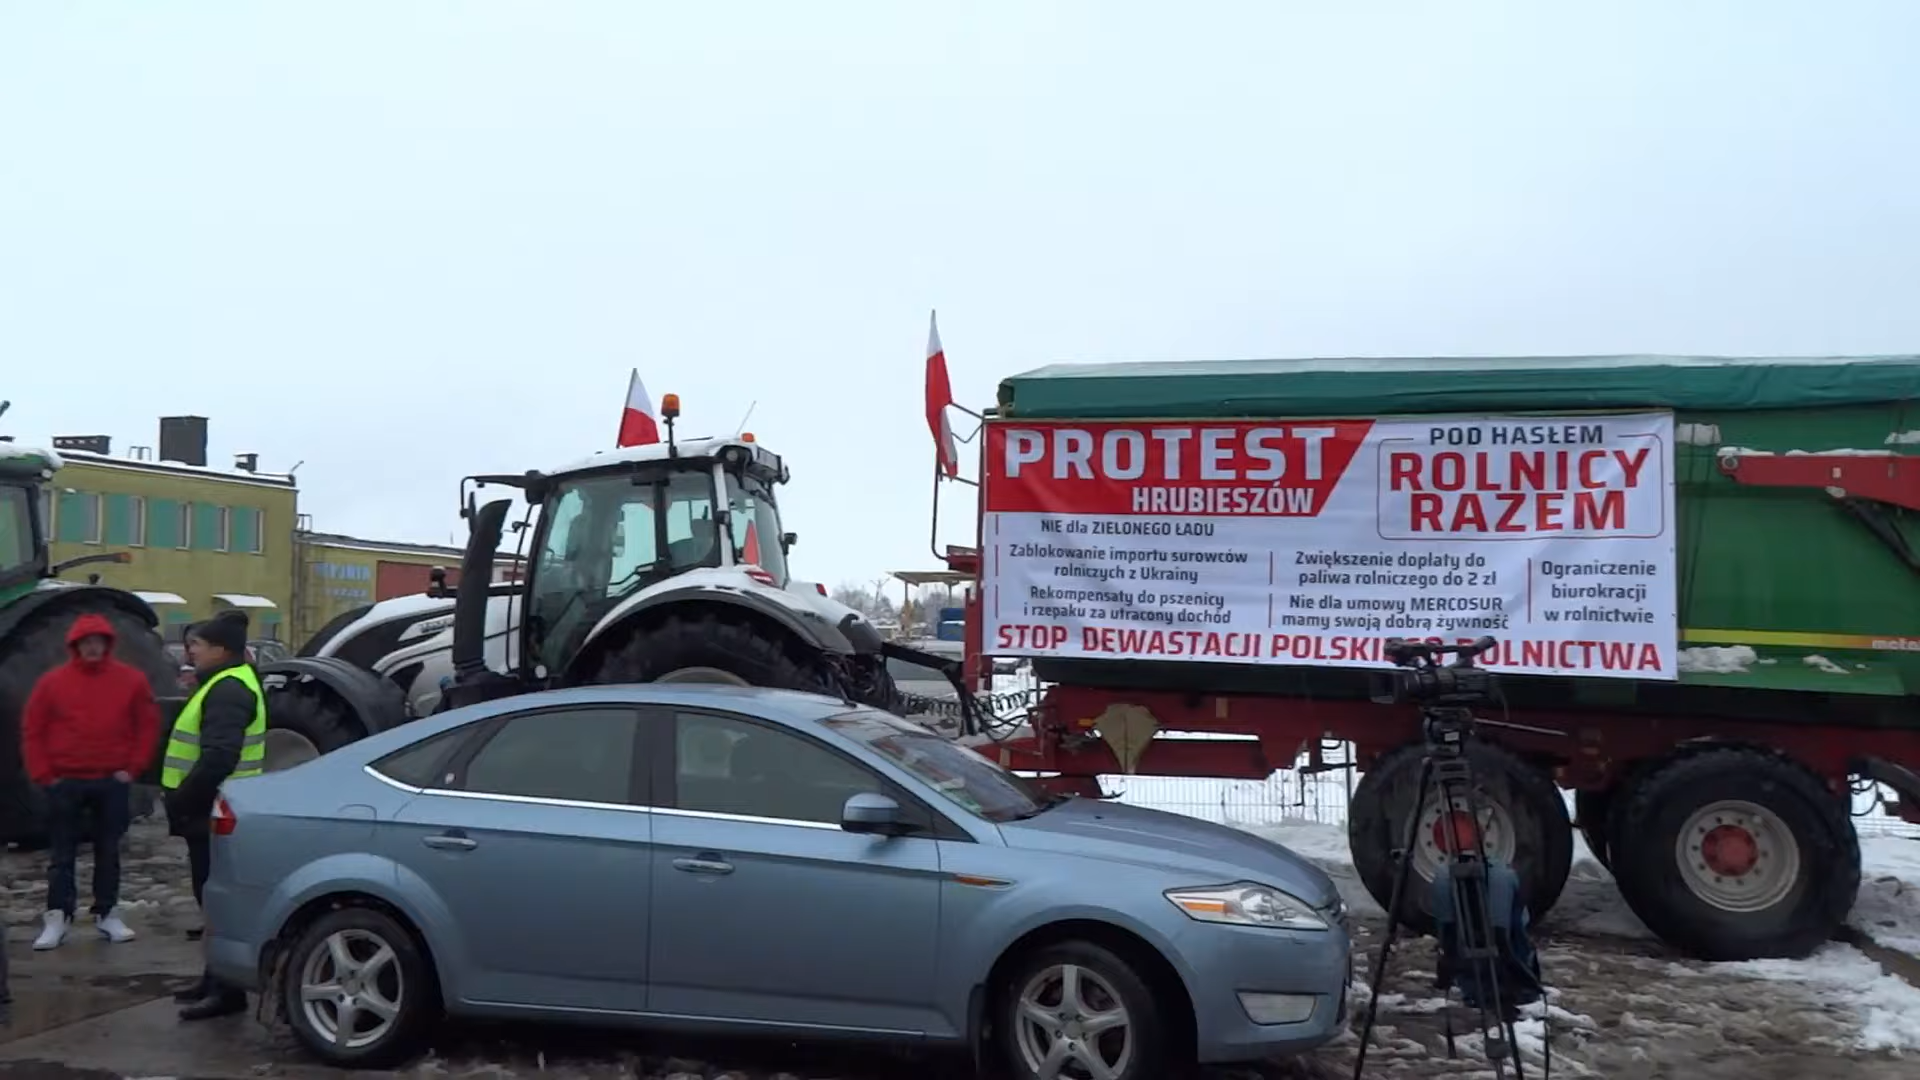 PROTEST
HRUBIESZÓW
POD HASŁEM
ROLNICY
RAZEM
NIE dla ZIELONEGO ŁADU
Zablokowanie importu surowców
rolniczych z Ukrainy
Rekompensaty do pszenicy
i rzepaku za utracony dochód
Zwiększenie dopłaty do
paliwa rolniczego do 2 zł
Nie dla umowy MERCOSUR
mamy swoją dobrą żywność
Ograniczenie
biurokracji
w rolnictwie
STOP DEWASTACJI POLSKIEGO ROLNICTWA